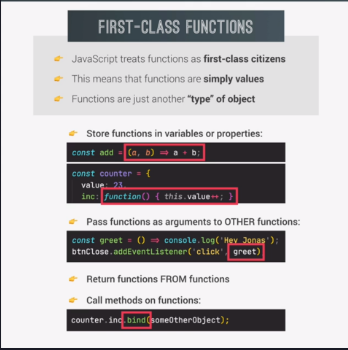 FIRST-CLASS FUNCTIONS
👉 JavaScript treats functions as first-class citizens
👉 This means that functions are simply values
👉 Functions are just another “type” of object
👉 Store functions in variables or properties:
const add = (a, b) => a + b;
const counter = {
value: 23,
inc: function() { this.value++; }
👉 Pass functions as arguments to OTHER functions:
const greet = () => console.log('Hey Jonas');
btnClose.addEventListener('click', greet)
👉 Return functions FROM functions
👉 Call methods on functions:
counter.inc.bind(someOtherObject);